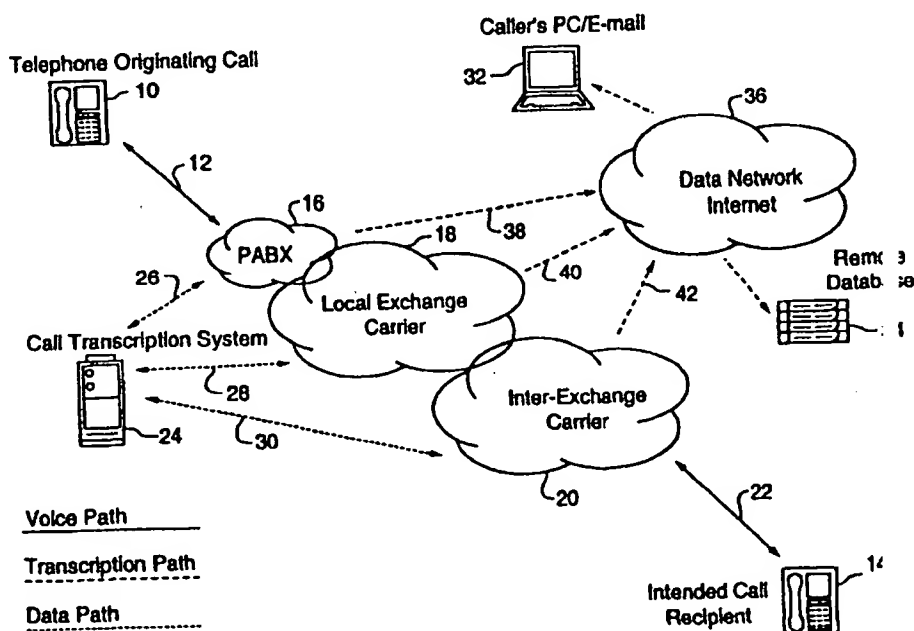 Caller's PC/E-mail
32
Telephone Originating Call
10
36
12
16
Data Network
Internet
18
38
PABX
40
26
Local Exchange
Carrier
42
Database
Call Transcription System
28
Inter-Exchange
Carrier
24
30
20
22
Voice Path
Transcription Path
Data Path
Intended Call
Recipient